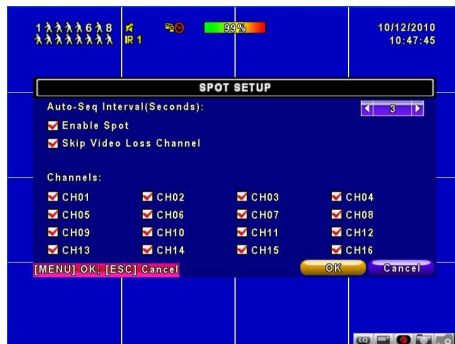 1 6 8 IR 1 99% 10/12/2010
10:47:45
SPOT SETUP
Auto-Seq Interval(Seconds): 3
Enable Spot
Skip Video Loss Channel
Channels:
CH01 CH02 CH03 CH04
CH05 CH06 CH07 CH08
CH09 CH10 CH11 CH12
CH13 CH14 CH15 CH16
[MENU] OK; [ESC] Cancel OK Cancel
LQ